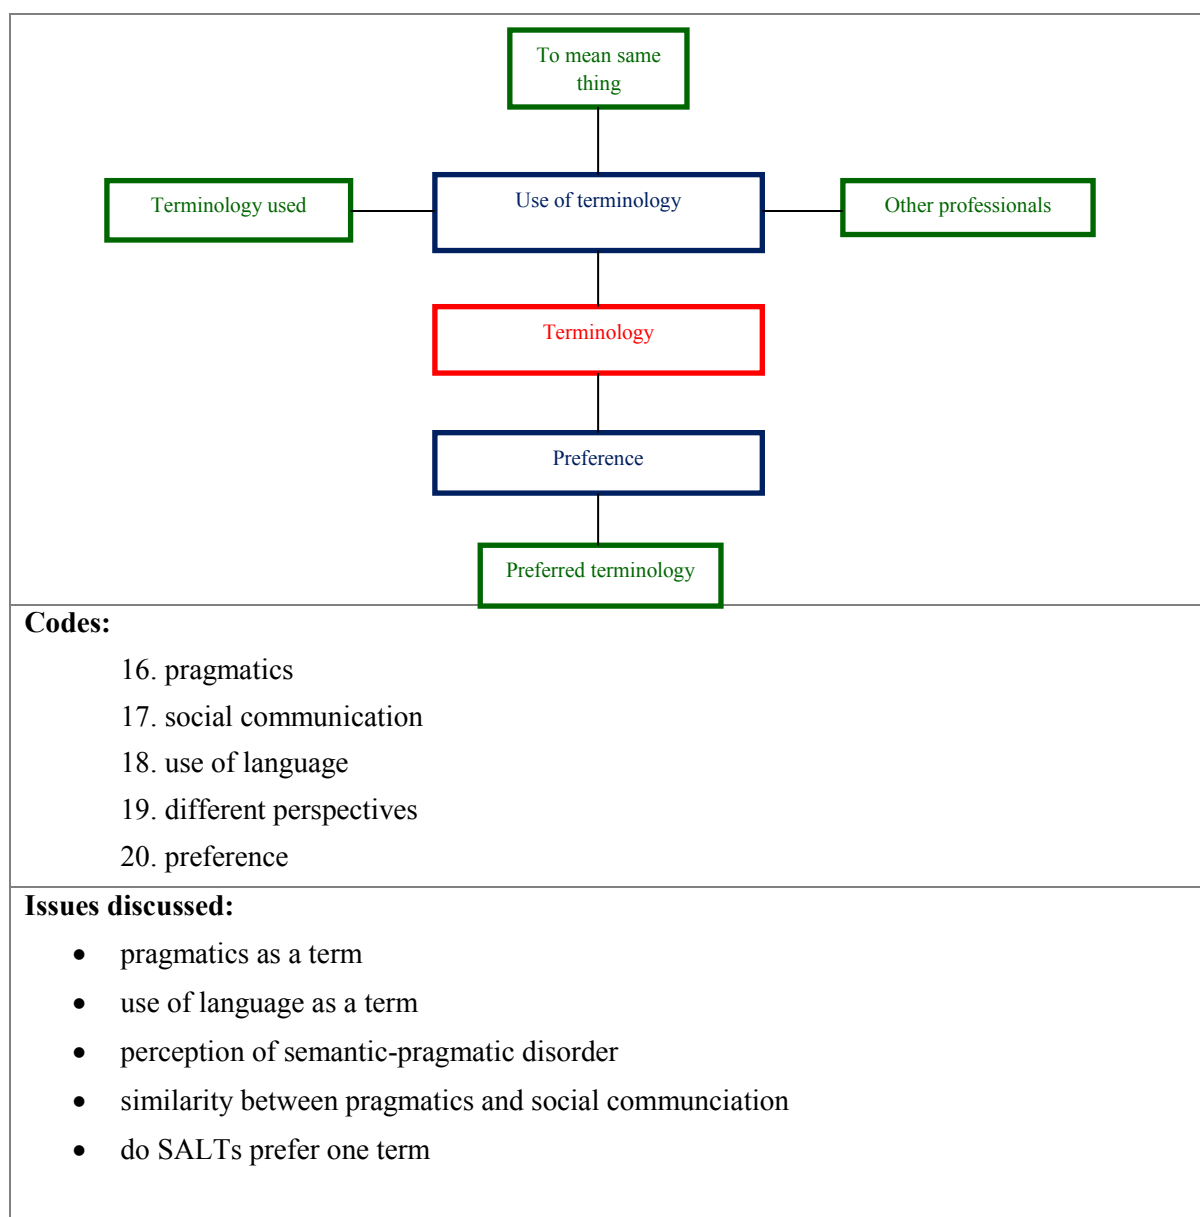 To mean same
thing
Terminology used
Use of terminology
Other professionals
Terminology
Preference
Preferred terminology
Codes:
16. pragmatics
17. social communication
18. use of language
19. different perspectives
20. preference
Issues discussed:
• pragmatics as a term
• use of language as a term
• perception of semantic-pragmatic disorder
• similarity between pragmatics and social communciation
• do SALTs prefer one term